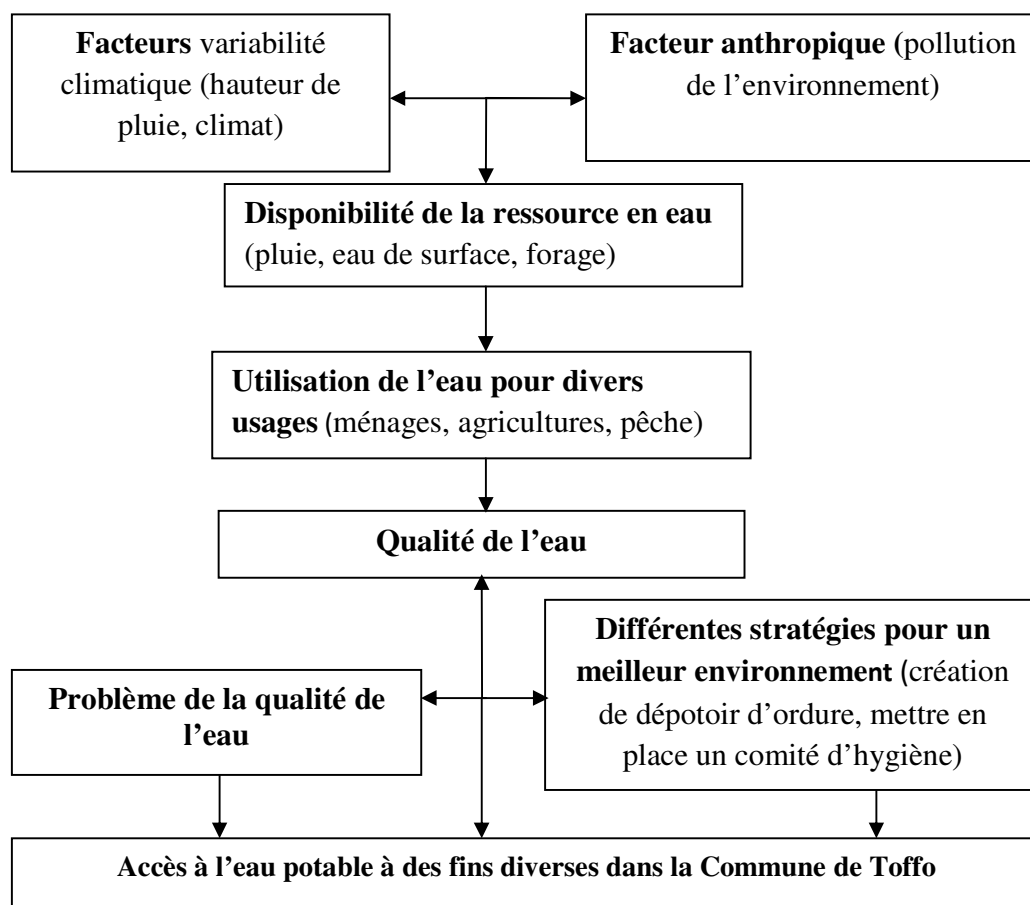 Facteurs variabilité
climatique (hauteur de
pluie, climat)
Facteur anthropique (pollution
de l’environnement)
Disponibilité de la ressource en eau
(pluie, eau de surface, forage)
Utilisation de l’eau pour divers
usages (ménages, agricultures, pêche)
Qualité de l’eau
Différentes stratégies pour un
meilleur environnement (création
de dépotoir d’ordure, mettre en
place un comité d’hygiène)
Problème de la qualité de
l’eau
Accès à l’eau potable à des fins diverses dans la Commune de Toffo